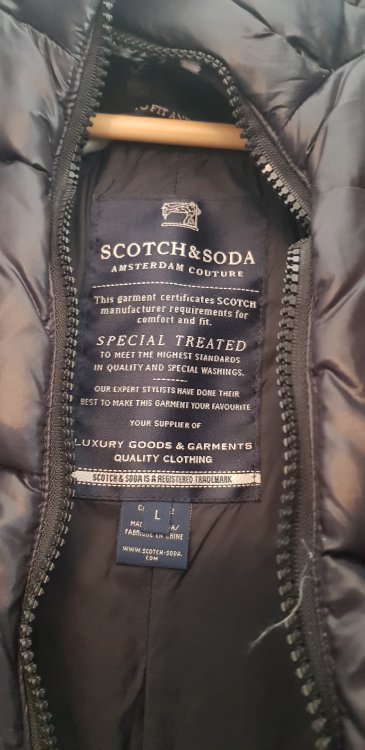 FIT AND
SCOTCH&SODA
AMSTERDAM COUTURE
This garment certificates SCOTCH
manufacturer requirements for
comfort and fit.
SPECIAL TREATED
TO MEET THE HIGHEST STANDARDS
IN QUALITY AND SPECIAL WASHINGS.
OUR EXPERT STYLISTS HAVE DONE THEIR
BEST TO MAKE THIS GARMENT YOUR FAVOURITE
YOUR SUPPLIER OF
LUXURY GOODS & GARMENTS
QUALITY CLOTHING
SCOTCH & SODA IS A REGISTERED TRADEMARK
L
EN CHINE
WWW.SCOTCH-SODA.
COM